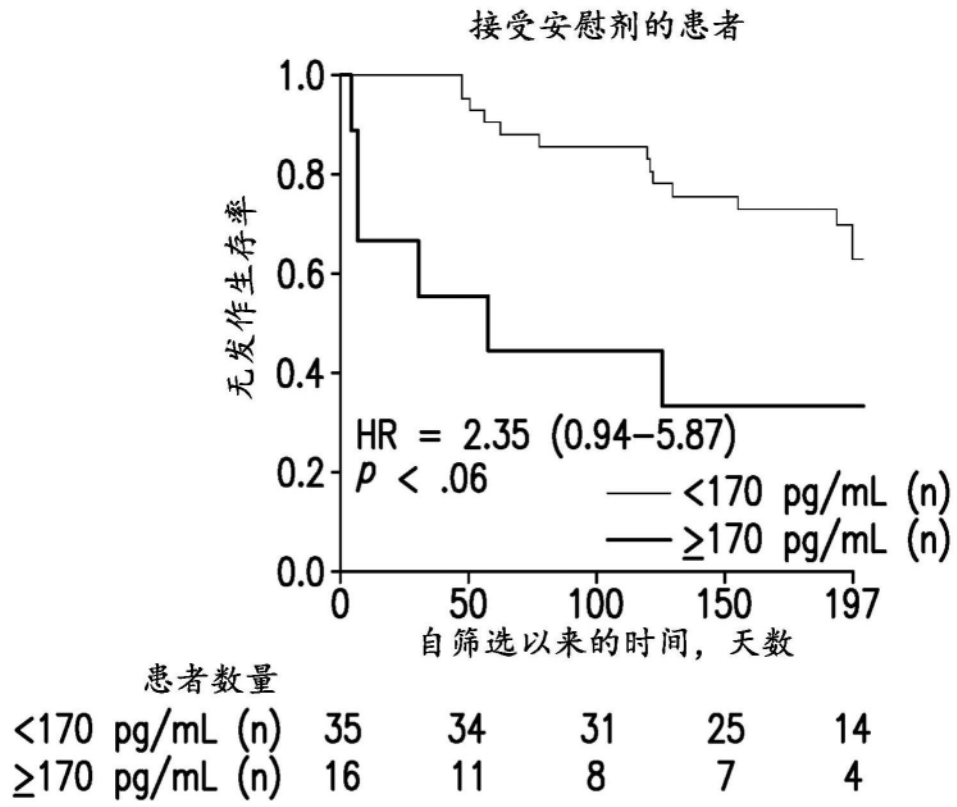 接受安慰剂的患者
无发作生存率
1.0
0.8
0.6
0.4
0.2
0.0
HR = 2.35 (0.94–5.87)
p < .06
<170 pg/mL (n)
≥170 pg/mL (n)
0 50 100 150 197
自筛选以来的时间，天数
患者数量
<170 pg/mL (n) 35 34 31 25 14
≥170 pg/mL (n) 16 11 8 7 4